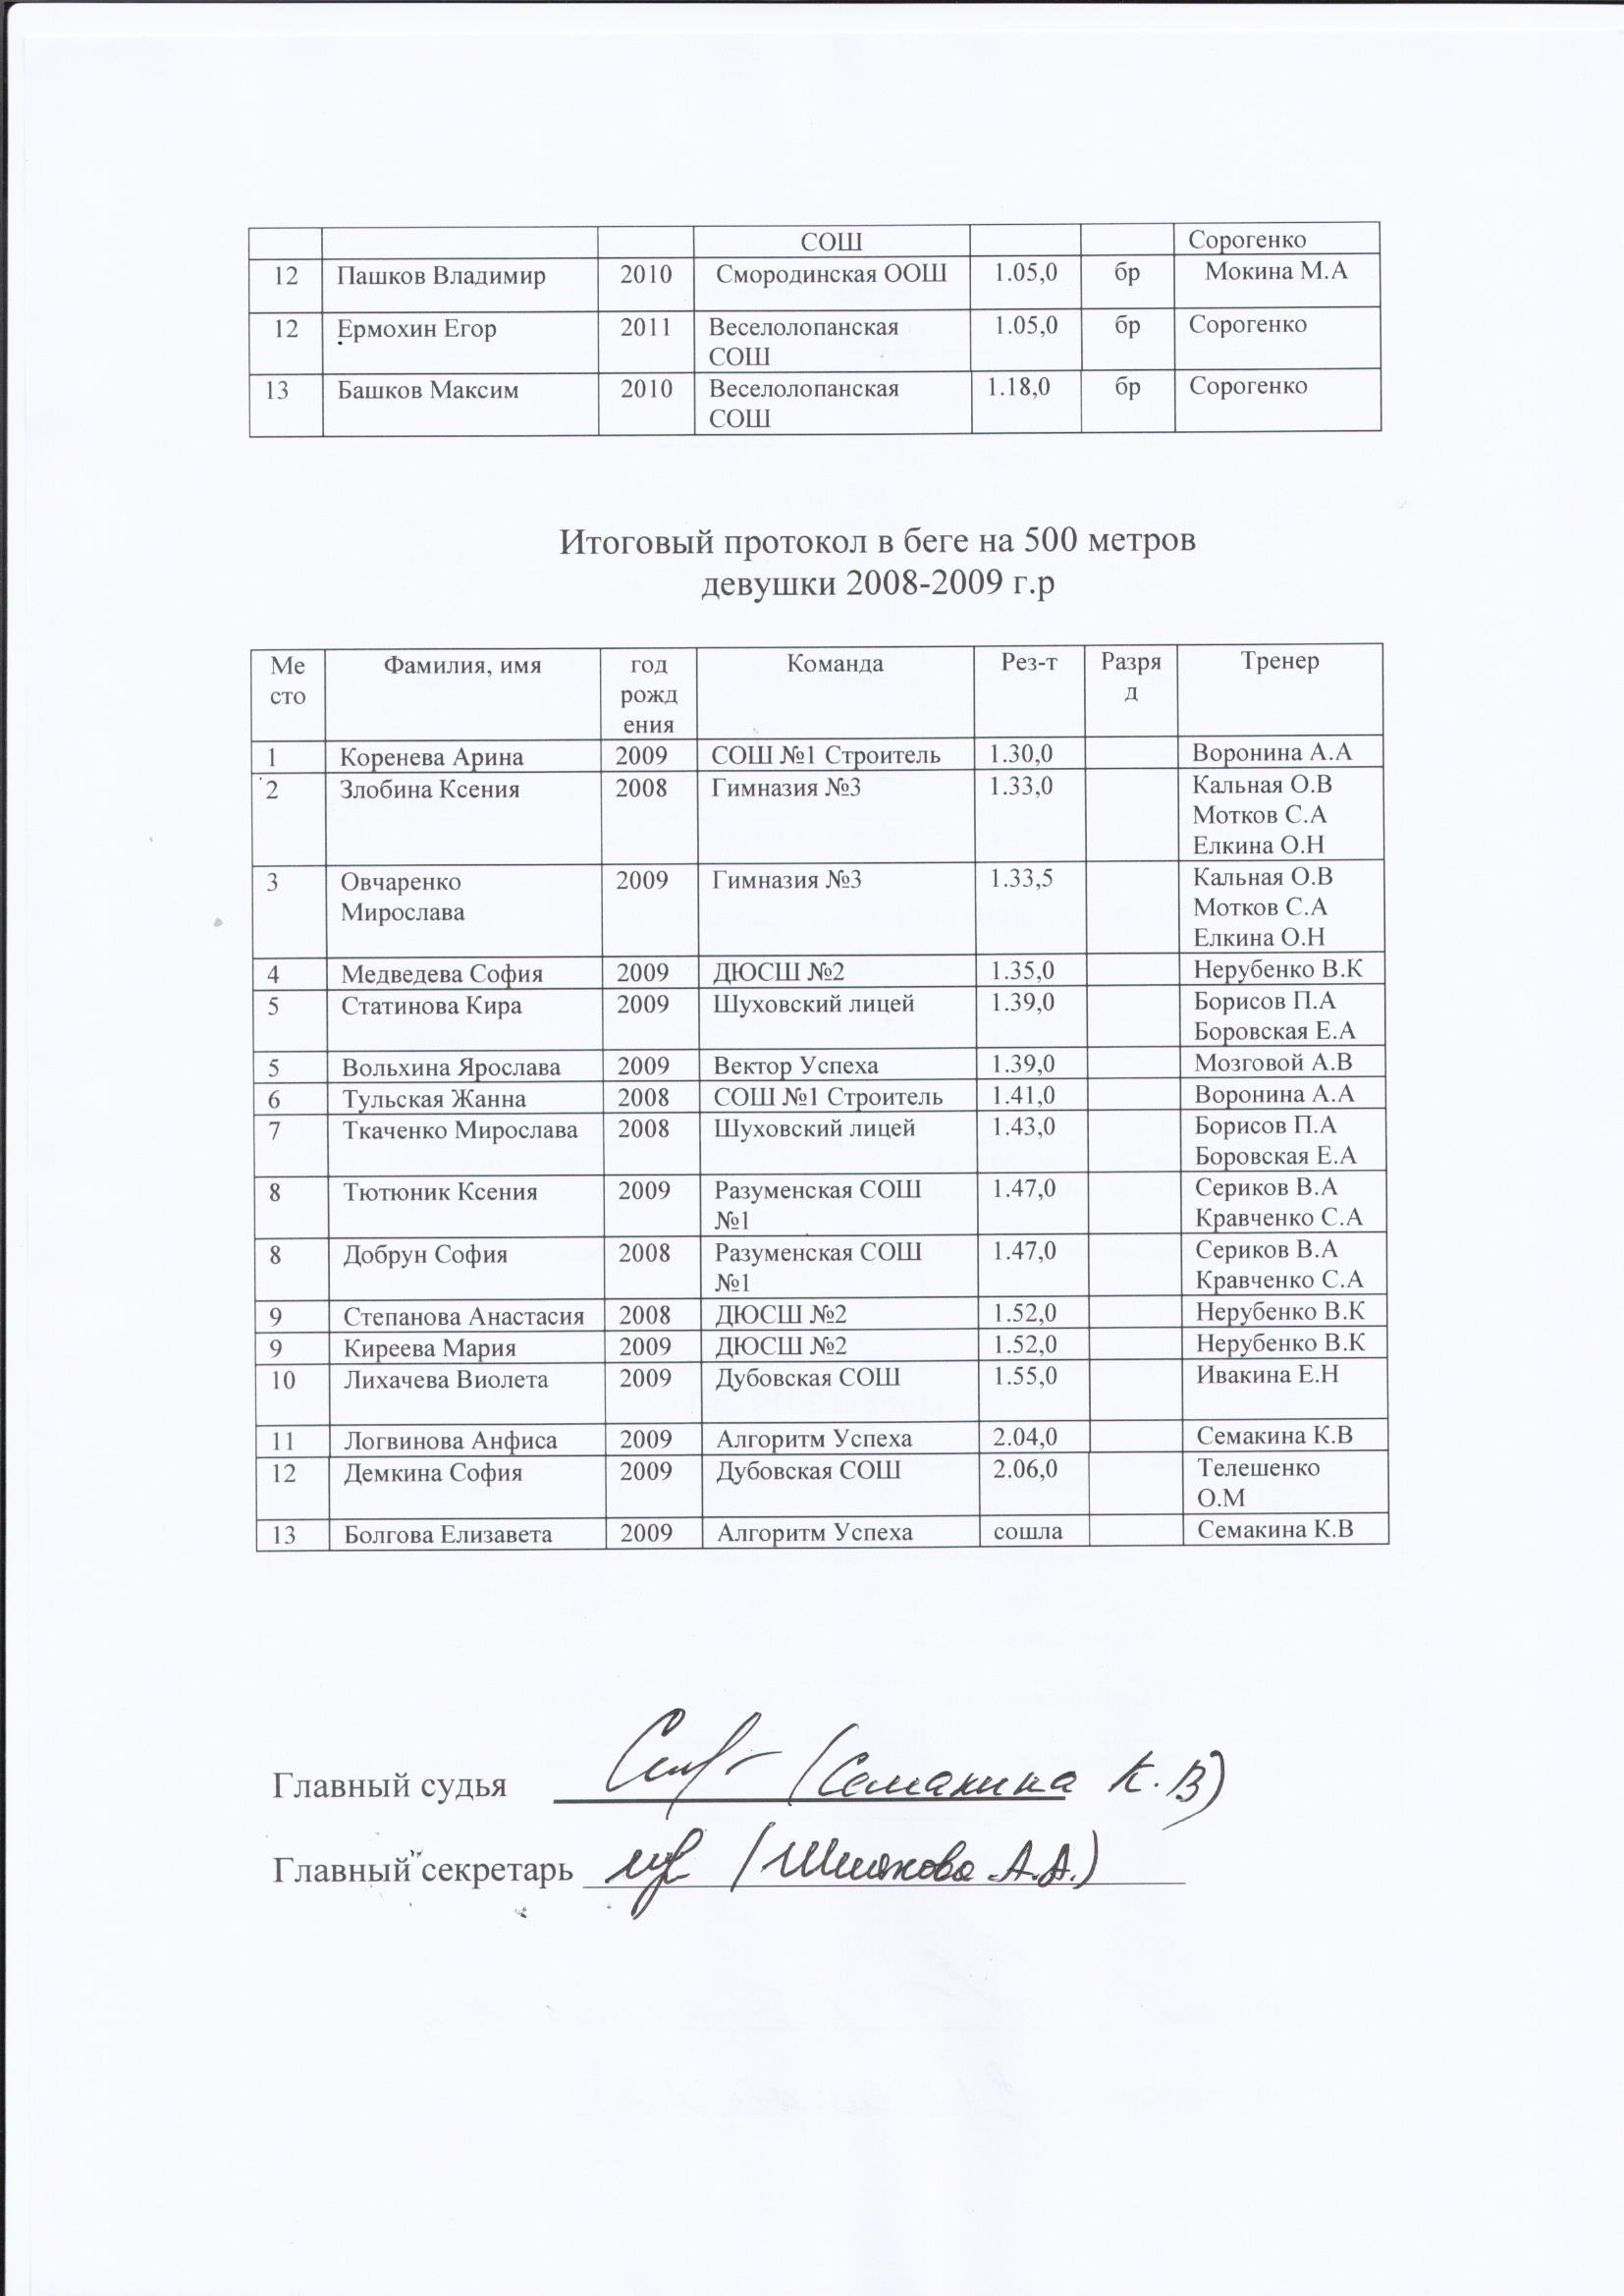 СОШ Сорогенко
12 Пашков Владимир 2010 Смородинская ООШ 1.05,0 бр Мокина М.А
12 Ермохин Егор 2011 Веселолопанская 1.05,0 бр Сорогенко
СОШ
13 Башков Максим 2010 Веселолопанская 1.18,0 бр Сорогенко
СОШ
Итоговый протокол в беге на 500 метров
девушки 2008-2009 г.р
Ме Фамилия, имя год Команда Рез-т Разря Тренер
сто рожд д
ения
1 Коренева Арина 2009 СОШ №1 Строитель 1.30,0 Воронина А.А
2 Злобина Ксения 2008 Гимназия №3 1.33,0 Кальная О.В
Мотков С.А
Елкина О.Н
3 Овчаренко 2009 Гимназия №3 1.33,5 Кальная О.В
Мирослава Мотков С.А
Елкина О.Н
4 Медведева София 2009 ДЮСШ №2 1.35,0 Нерубенко В.К
5 Статинова Кира 2009 Шуховский лицей 1.39,0 Борисов П.А
Боровская Е.А
5 Вольхина Ярослава 2009 Вектор Успеха 1.39,0 Мозговой А.В
6 Тульская Жанна 2008 СОШ №1 Строитель 1.41,0 Воронина А.А
7 Ткаченко Мирослава 2008 Шуховский лицей 1.43,0 Борисов П.А
Боровская Е.А
8 Тютюник Ксения 2009 Разуменская СОШ 1.47,0 Сериков В.А
№1 Кравченко С.А
8 Добрун София 2008 Разуменская СОШ 1.47,0 Сериков В.А
№1 Кравченко С.А
9 Степанова Анастасия 2008 ДЮСШ №2 1.52,0 Нерубенко В.К
9 Киреева Мария 2009 ДЮСШ №2 1.52,0 Нерубенко В.К
10 Лихачева Виолета 2009 Дубовская СОШ 1.55,0 Ивакина Е.Н
11 Логвинова Анфиса 2009 Алгоритм Успеха 2.04,0 Семакина К.В
12 Демкина София 2009 Дубовская СОШ 2.06,0 Телешенко
О.М
13 Болгова Елизавета 2009 Алгоритм Успеха сошла Семакина К.В
Главный судья (Семакина К.В)
Главный секретарь А.А.)